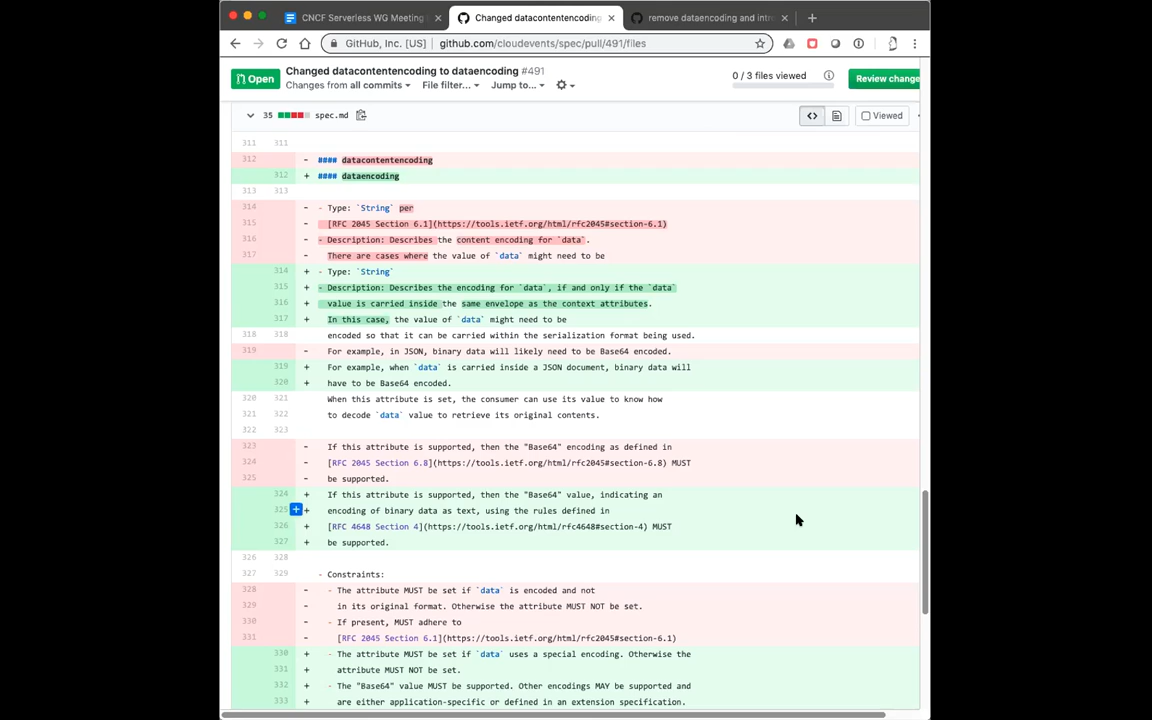 CNCF Serverless WG Meeting
Changed datacontentencoding
remove dataencoding and intr
GitHub, Inc. [US] | github.com/cloudevents/spec/pull/491/files
Open
Changed datacontentencoding to dataencoding #491
Changes from all commits
File filter...
Jump to...
0 / 3 files viewed
Review change
35
spec.md
Viewed
311 311
312 - #### datacontentencoding
312 + #### dataencoding
313 313
314 - - Type: `String` per
315 - [RFC 2045 Section 6.1](https://tools.ietf.org/html/rfc2045#section-6.1)
316 - - Description: Describes the content encoding for `data`.
317 - There are cases where the value of `data` might need to be
314 + - Type: `String`
315 + - Description: Describes the encoding for `data`, if and only if the `data`
316 + value is carried inside the same envelope as the context attributes.
317 + In this case, the value of `data` might need to be
318 318 encoded so that it can be carried within the serialization format being used.
319 - For example, in JSON, binary data will likely need to be Base64 encoded.
319 + For example, when `data` is carried inside a JSON document, binary data will
320 + have to be Base64 encoded.
320 321 When this attribute is set, the consumer can use its value to know how
321 322 to decode `data` value to retrieve its original contents.
322 323
323 - If this attribute is supported, then the "Base64" encoding as defined in
324 - [RFC 2045 Section 6.8](https://tools.ietf.org/html/rfc2045#section-6.8) MUST
325 - be supported.
324 + If this attribute is supported, then the "Base64" value, indicating an
325 + encoding of binary data as text, using the rules defined in
326 + [RFC 4648 Section 4](https://tools.ietf.org/html/rfc4648#section-4) MUST
327 + be supported.
326 328
327 329 - Constraints:
328 - - The attribute MUST be set if `data` is encoded and not
329 - in its original format. Otherwise the attribute MUST NOT be set.
330 - - If present, MUST adhere to
331 - [RFC 2045 Section 6.1](https://tools.ietf.org/html/rfc2045#section-6.1)
330 + - The attribute MUST be set if `data` uses a special encoding. Otherwise the
331 + attribute MUST NOT be set.
332 + - The "Base64" value MUST be supported. Other encodings MAY be supported and
333 + are either application-specific or defined in an extension specification.